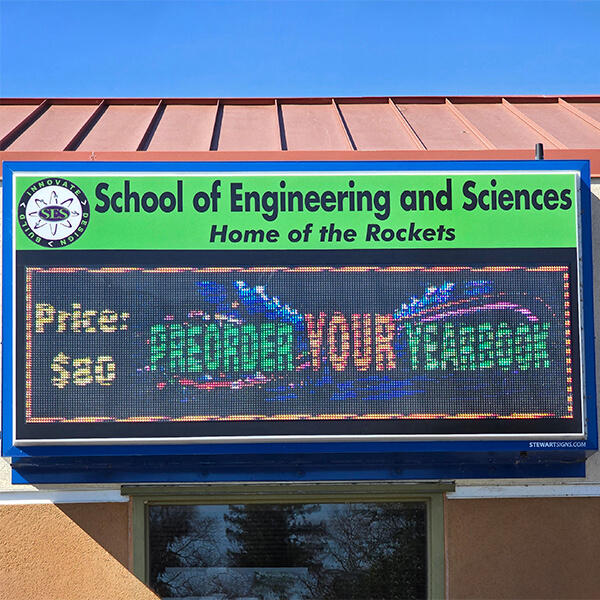 INNOVATE
DESIGN
BUILD
SES
School of Engineering and Sciences
Home of the Rockets
Price:
$80
PREORDER YOUR YEARBOOK
STEWARTSIGNS.COM